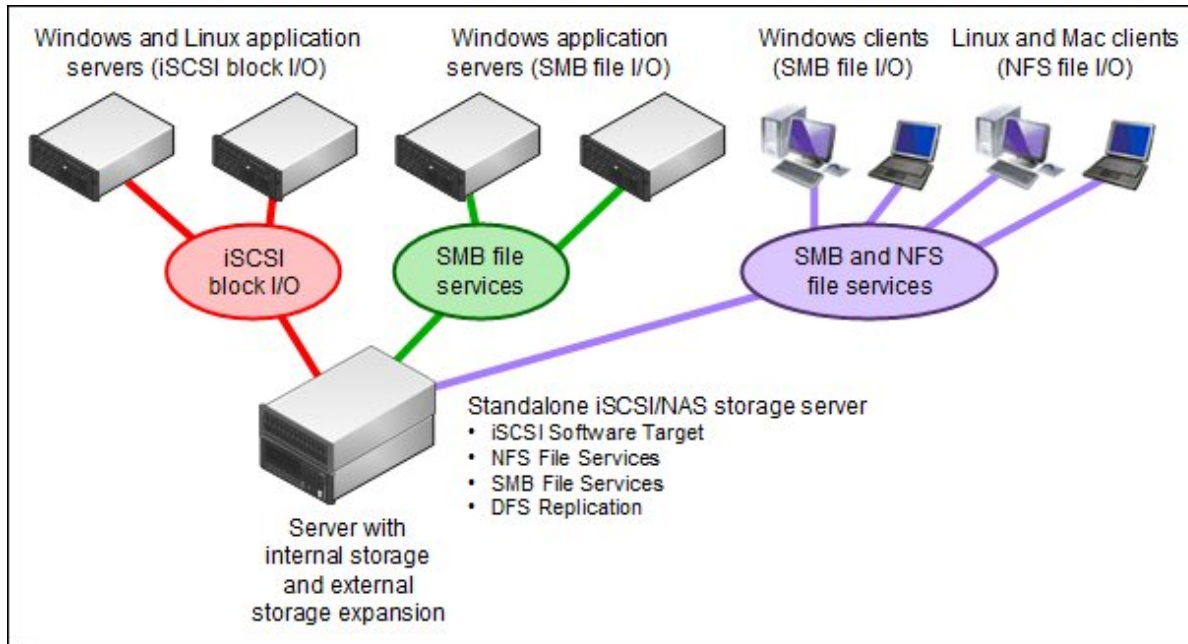 Windows and Linux application
servers (iSCSI block I/O)
Windows application
servers (SMB file I/O)
Windows clients
(SMB file I/O)
Linux and Mac clients
(NFS file I/O)
iSCSI
block I/O
SMB file
services
SMB and NFS
file services
Standalone iSCSI/NAS storage server
• iSCSI Software Target
• NFS File Services
• SMB File Services
• DFS Replication
Server with
internal storage
and external
storage expansion